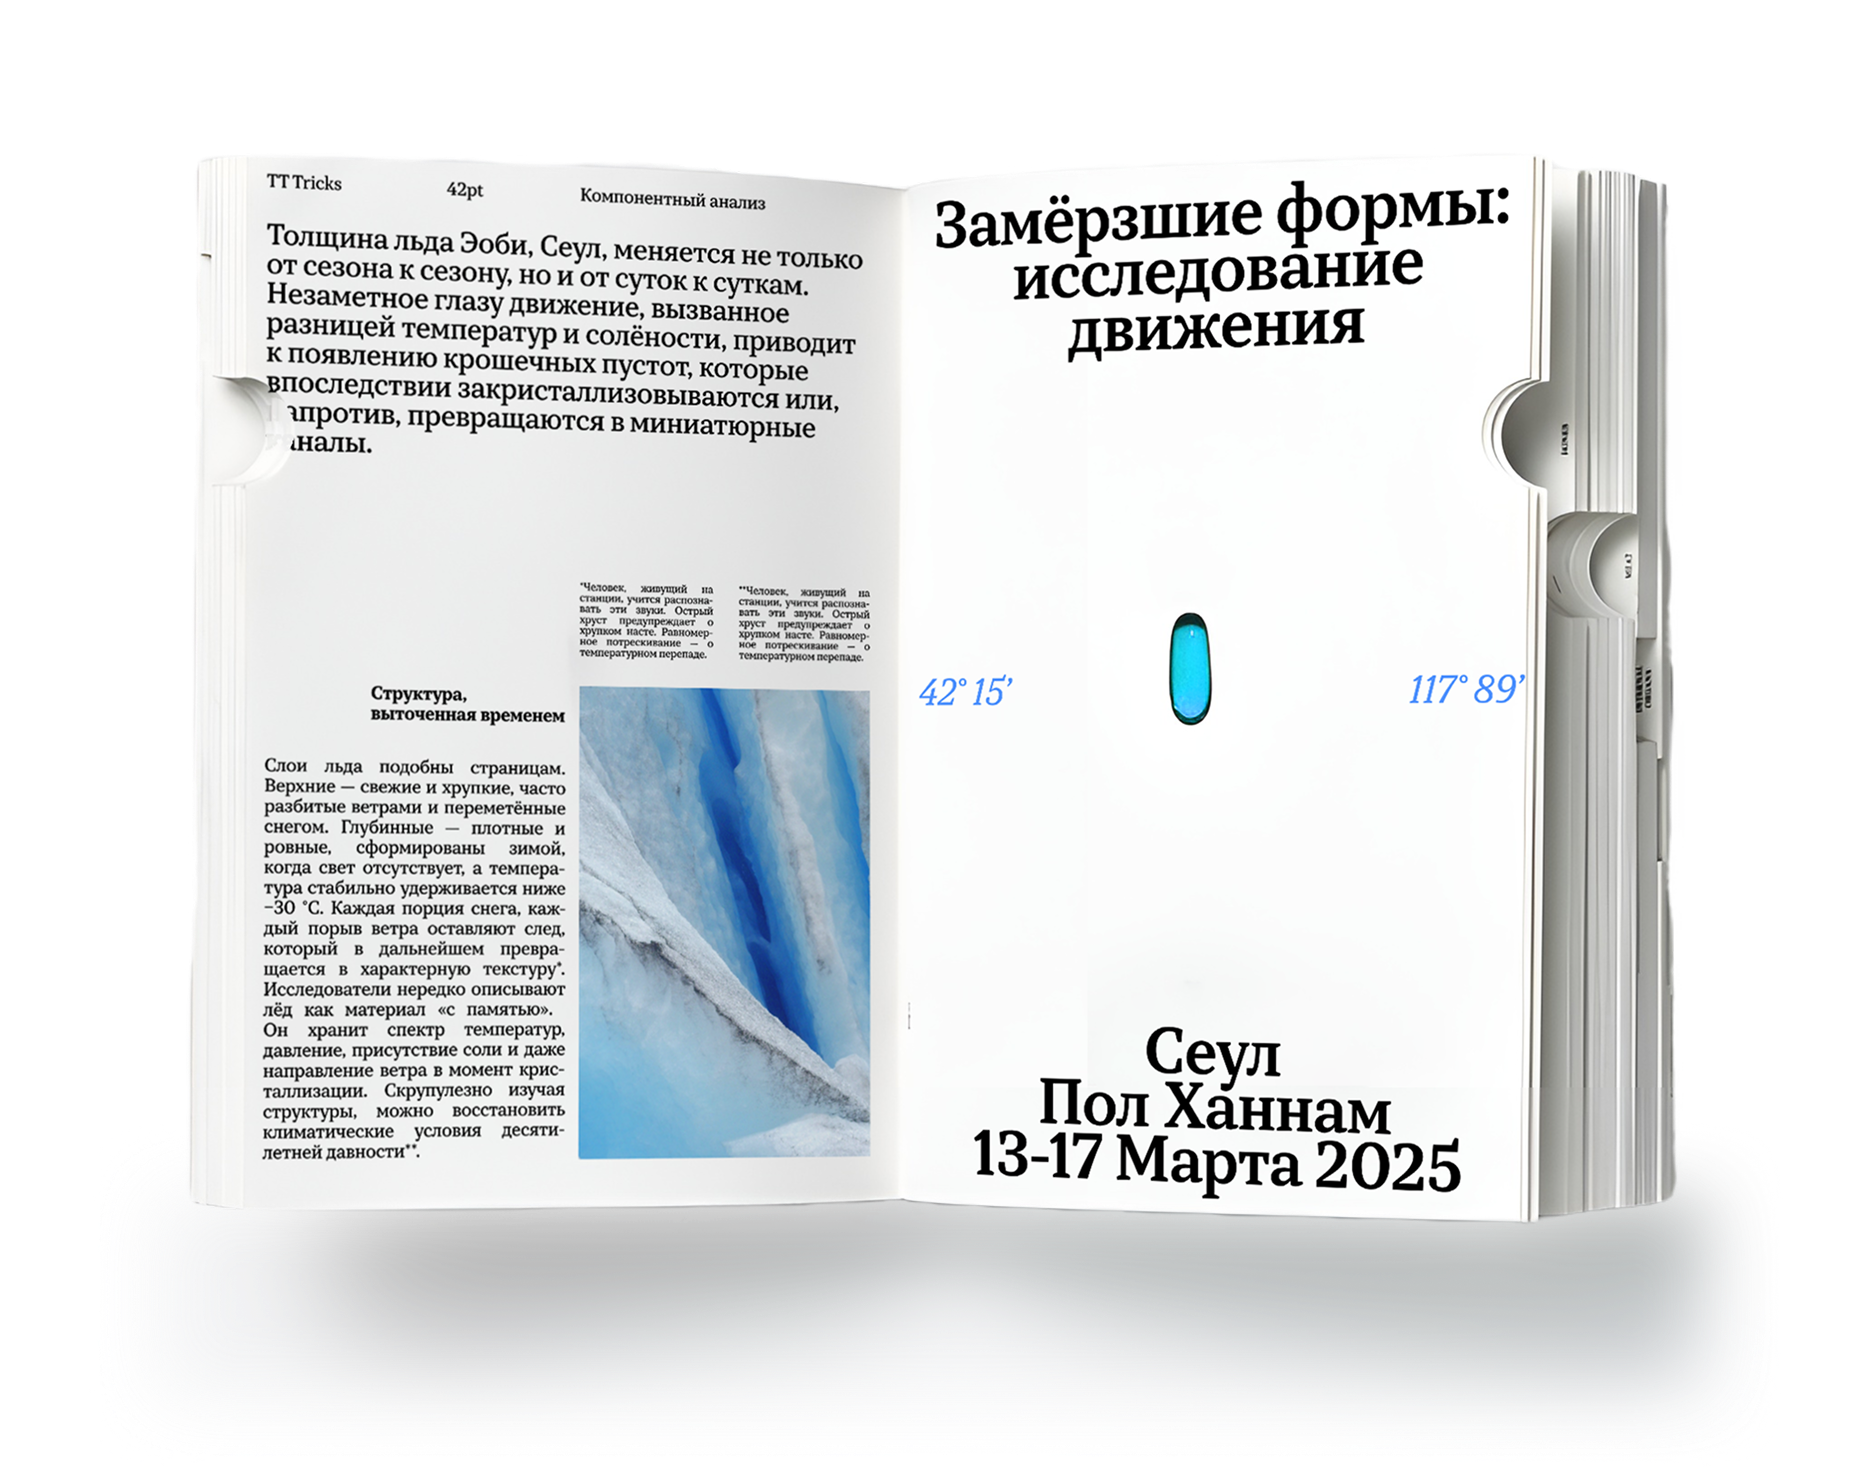 TT Tricks
42pt
Компонентный анализ
Толщина льда Эоби, Сеул, меняется не только
от сезона к сезону, но и от суток к суткам.
Незаметное глазу движение, вызванное
разницей температур и солёности, приводит
к появлению крошечных пустот, которые
впоследствии закристаллизовываются или,
апротив, превращаются в миниатюрные
аналы.
*Человек, живущий на
станции, учится распозна-
вать эти звуки. Острый
хруст предупреждает о
хрупком насте. Равномер-
ное потрескивание — о
температурном перепаде.
**Человек, живущий на
станции, учится распозна-
вать эти звуки. Острый
хруст предупреждает о
хрупком насте. Равномер-
ное потрескивание — о
температурном перепаде.
Структура,
выточенная временем
Слои льда подобны страницам.
Верхние — свежие и хрупкие, часто
разбитые ветрами и переметённые
снегом. Глубинные — плотные и
ровные, сформированы зимой,
когда свет отсутствует, а темпера-
тура стабильно удерживается ниже
−30 °C. Каждая порция снега, каж-
дый порыв ветра оставляют след,
который в дальнейшем превра-
щается в характерную текстуру*.
Исследователи нередко описывают
лёд как материал «с памятью».
Он хранит спектр температур,
давление, присутствие соли и даже
направление ветра в момент крис-
таллизации. Скрупулезно изучая
структуры, можно восстановить
климатические условия десяти-
летней давности**.
Замёрзшие формы:
исследование
движения
42° 15’
117° 89’
Сеул
Пол Ханнам
13-17 Марта 2025